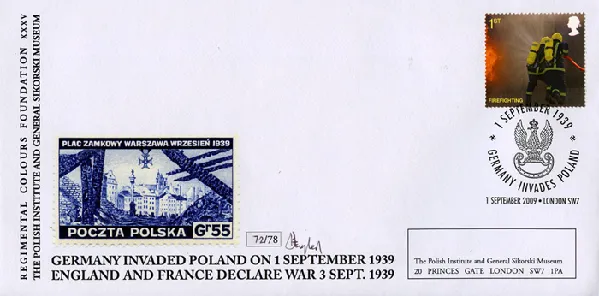 REGIMENTAL COLOURS FOUNDATION XXXV
THE POLISH INSTITUTE AND GENERAL SIKORSKI MUSEUM
1ST
FIREFIGHTING
1 SEPTEMBER 1939
GERMANY INVADES POLAND
1 SEPTEMBER 2009 • LONDON SW7
PLAC ZAMKOWY WARSZAWA WRZESIEŃ 1939
POCZTA POLSKA Gr 55
72/78
GERMANY INVADED POLAND ON 1 SEPTEMBER 1939
ENGLAND AND FRANCE DECLARE WAR 3 SEPT. 1939
The Polish Institute and General Sikorski Museum
20 PRINCES GATE LONDON SW7 1PA